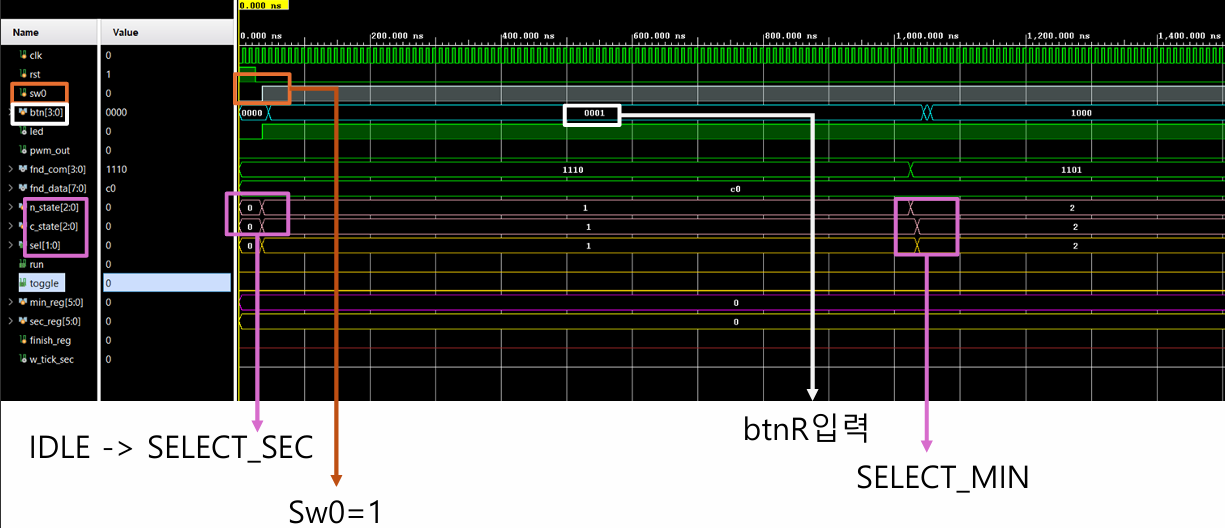 0.000 ns
Name Value
0.000 ns 200.000 ns 400.000 ns 600.000 ns 800.000 ns 1,000.000 ns 1,200.000 ns 1,400.000 ns
clk 0
rst 1
sw0 0
btn[3:0] 0000 0000 0001 1000
led 0
pwm_out 0
fnd_com[3:0] 1110 1110 1101
fnd_data[7:0] c0 c0
n_state[2:0] 0 0 1 2
c_state[2:0] 0 0 1 2
sel[1:0] 0 0 1 2
run 0
toggle 0
min_reg[5:0] 0 0
sec_reg[5:0] 0 0
finish_reg 0
w_tick_sec 0
IDLE -> SELECT_SEC
btnR입력
SELECT_MIN
Sw0=1